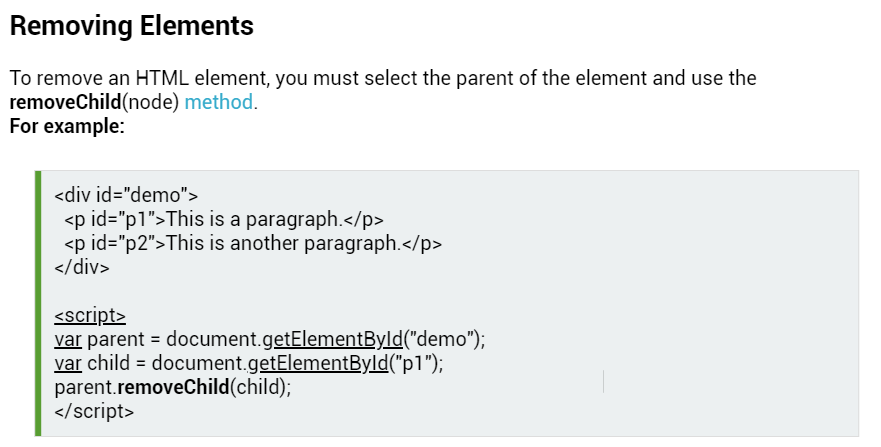 Removing Elements
To remove an HTML element, you must select the parent of the element and use the
removeChild(node) method.
For example:
<div id="demo">
<p id="p1">This is a paragraph.</p>
<p id="p2">This is another paragraph.</p>
</div>
<script>
var parent = document.getElementById("demo");
var child = document.getElementById("p1");
parent.removeChild(child);
</script>